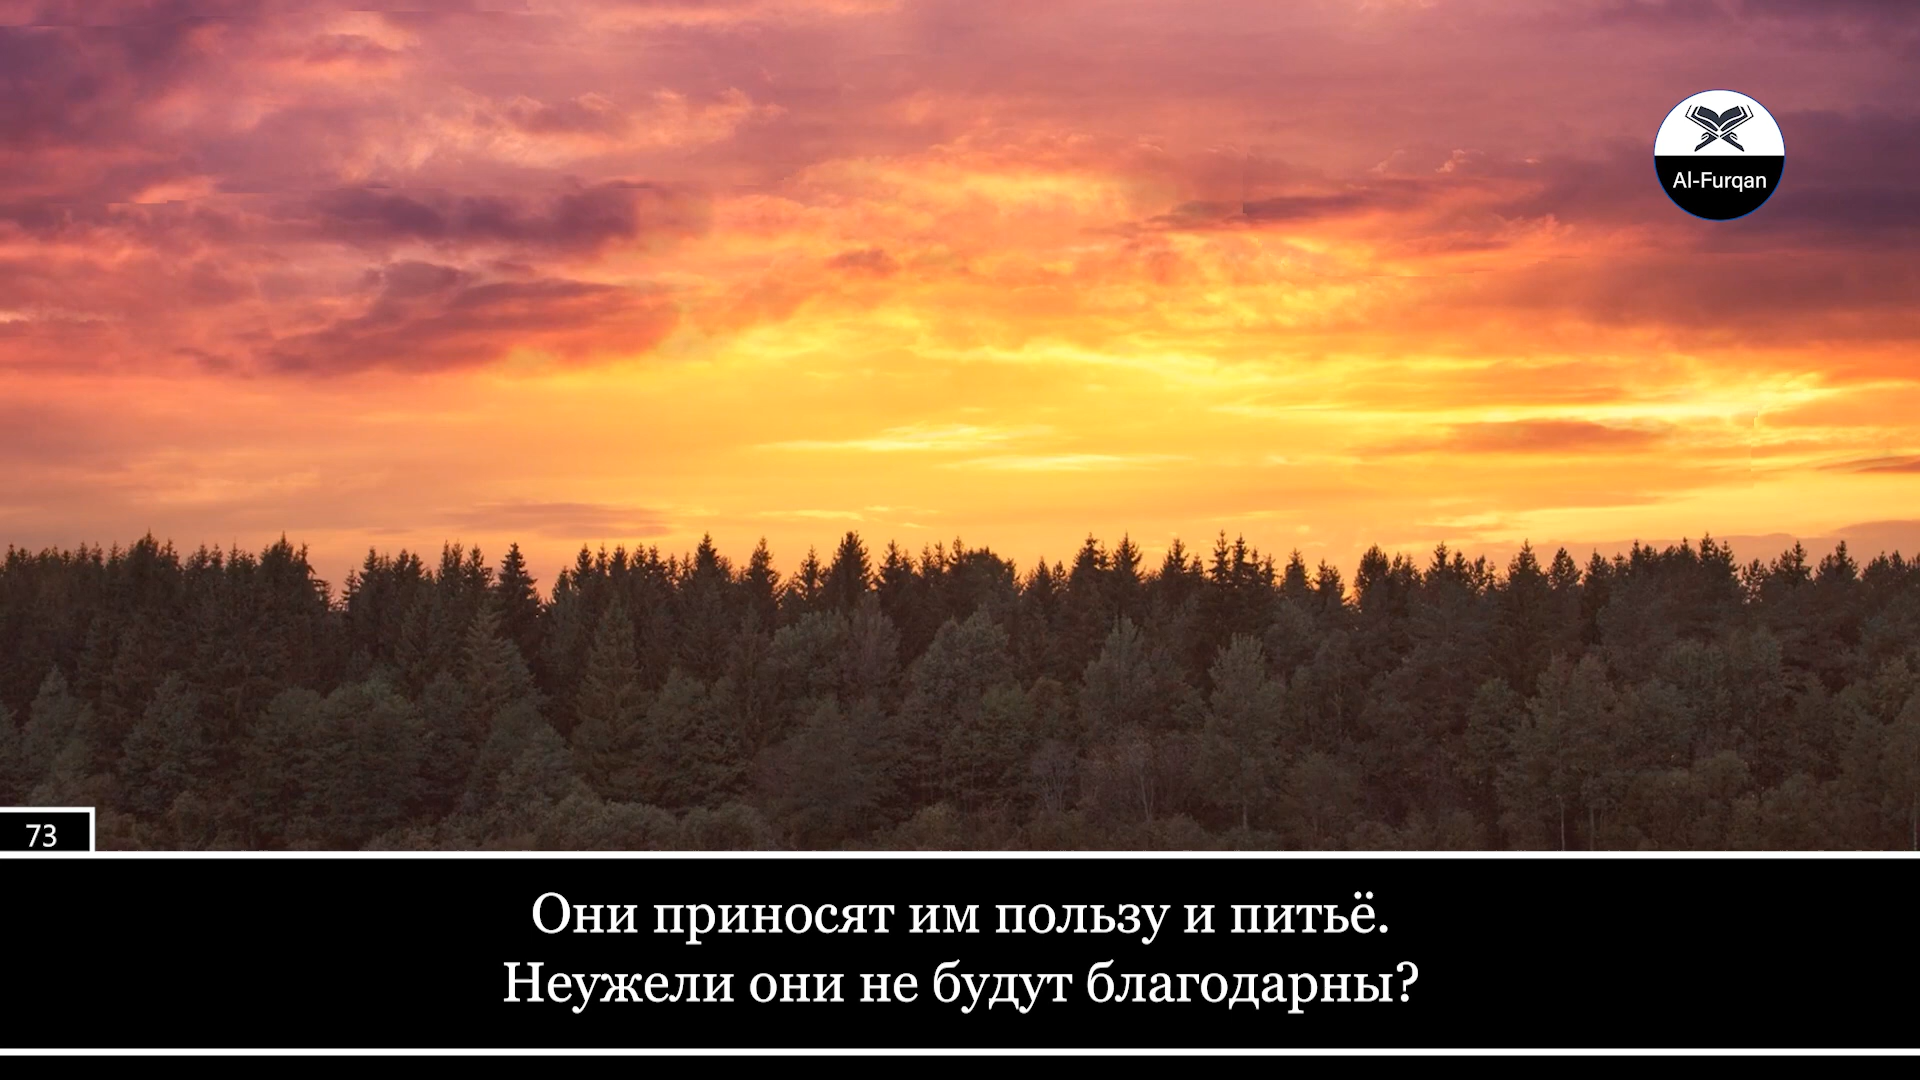 Al-Furqan
73
Они приносят им пользу и питьё.
Неужели они не будут благодарны?